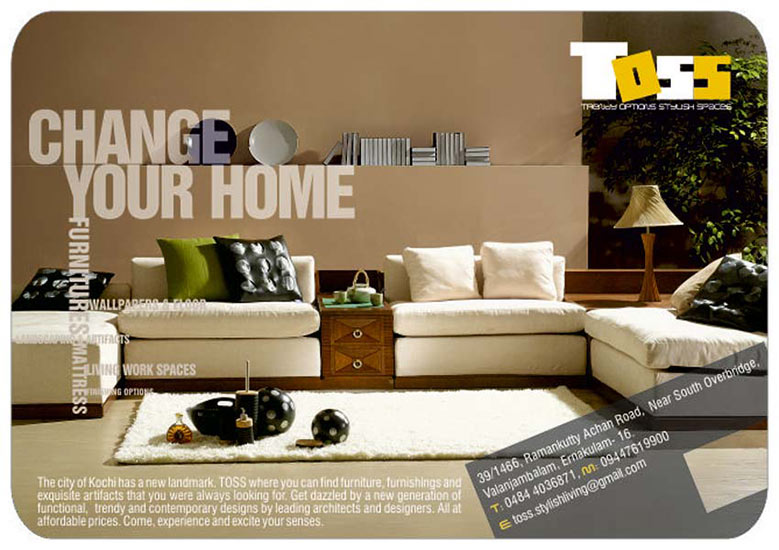 TOSS
TRENDY OPTIONS STYLISH SPACES
CHANGE
YOUR HOME
FURNITURES
MATTRESS
WALLPAPERS & FLOOR
ARTIFACTS
LIVING WORK SPACES
FINISHING OPTIONS
39/1466, Ramankutty Achan Road, Near South Overbridge,
Valanjambalam, Ernakulam- 16.
T: 0484 4036871, M: 09447619900
E: toss.stylishliving@gmail.com
The city of Kochi has a new landmark. TOSS where you can find furniture, furnishings and
exquisite artifacts that you were always looking for. Get dazzled by a new generation of
functional, trendy and contemporary designs by leading architects and designers. All at
affordable prices. Come, experience and excite your senses.